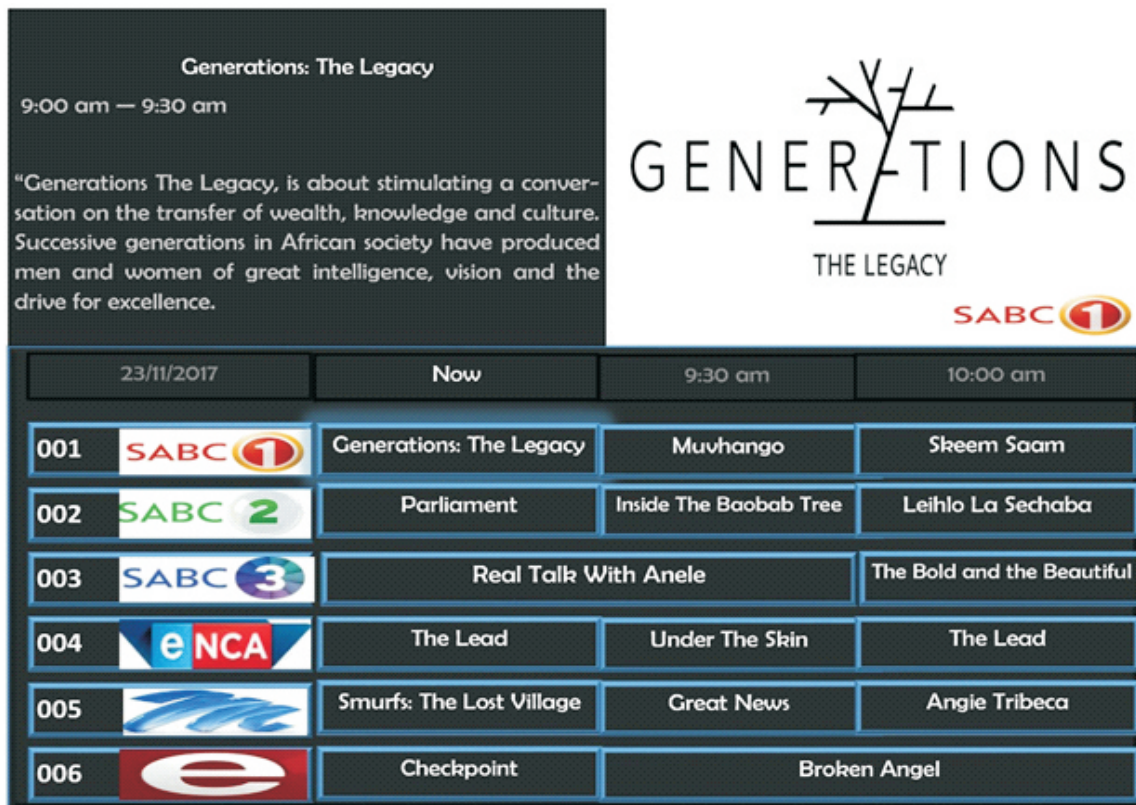 Generations: The Legacy
9:00 am — 9:30 am
“Generations The Legacy, is about stimulating a conver-
sation on the transfer of wealth, knowledge and culture.
Successive generations in African society have produced
men and women of great intelligence, vision and the
drive for excellence.
GENERATIONS
THE LEGACY
SABC 1
23/11/2017 Now 9:30 am 10:00 am
001 SABC 1 Generations: The Legacy Muvhango Skeem Saam
002 SABC 2 Parliament Inside The Baobab Tree Leihlo La Sechaba
003 SABC 3 Real Talk With Anele The Bold and the Beautiful
004 eNCA The Lead Under The Skin The Lead
005 Smurfs: The Lost Village Great News Angie Tribeca
006 e Checkpoint Broken Angel